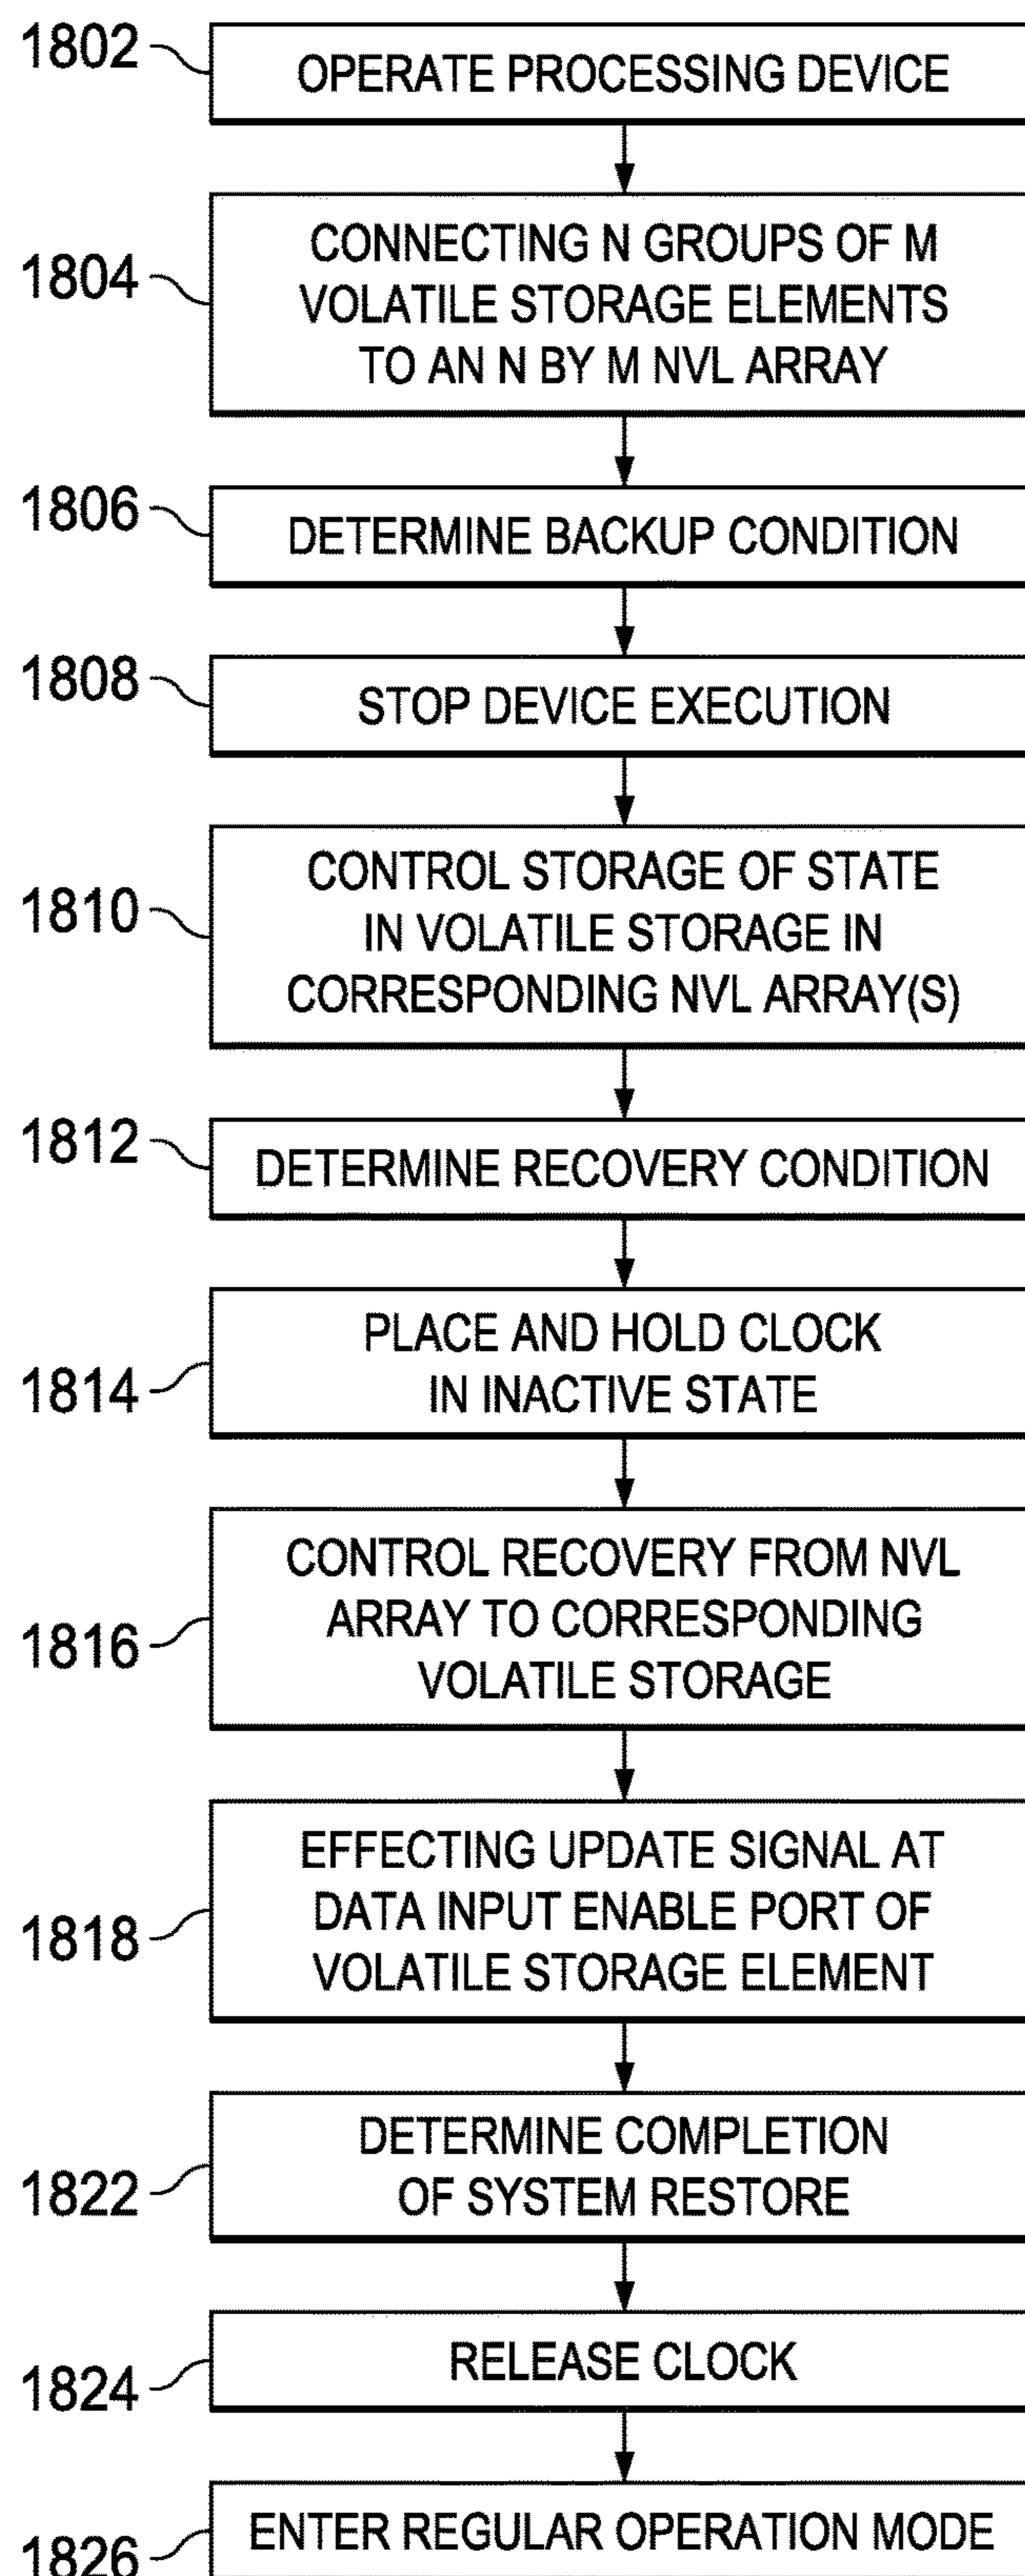 1802
OPERATE PROCESSING DEVICE
1804
CONNECTING N GROUPS OF M
VOLATILE STORAGE ELEMENTS
TO AN N BY M NVL ARRAY
1806
DETERMINE BACKUP CONDITION
1808
STOP DEVICE EXECUTION
1810
CONTROL STORAGE OF STATE
IN VOLATILE STORAGE IN
CORRESPONDING NVL ARRAY(S)
1812
DETERMINE RECOVERY CONDITION
1814
PLACE AND HOLD CLOCK
IN INACTIVE STATE
1816
CONTROL RECOVERY FROM NVL
ARRAY TO CORRESPONDING
VOLATILE STORAGE
1818
EFFECTING UPDATE SIGNAL AT
DATA INPUT ENABLE PORT OF
VOLATILE STORAGE ELEMENT
1822
DETERMINE COMPLETION
OF SYSTEM RESTORE
1824
RELEASE CLOCK
1826
ENTER REGULAR OPERATION MODE